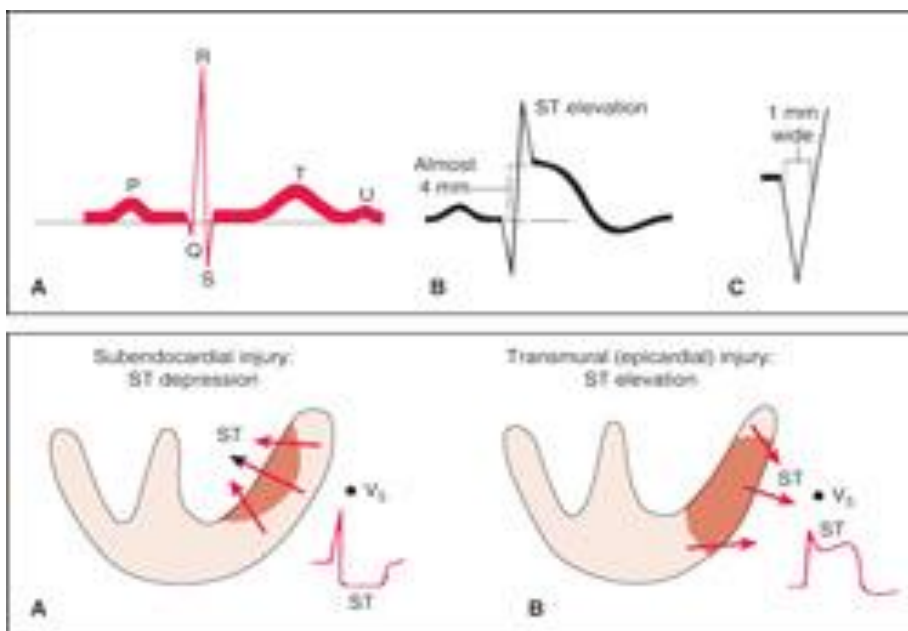 R
P
T
U
Q
S
A
ST elevation
Almost
4 mm
B
1 mm
wide
C
Subendocardial injury:
ST depression
ST
V5
ST
A
Transmural (epicardial) injury:
ST elevation
ST
V5
ST
B